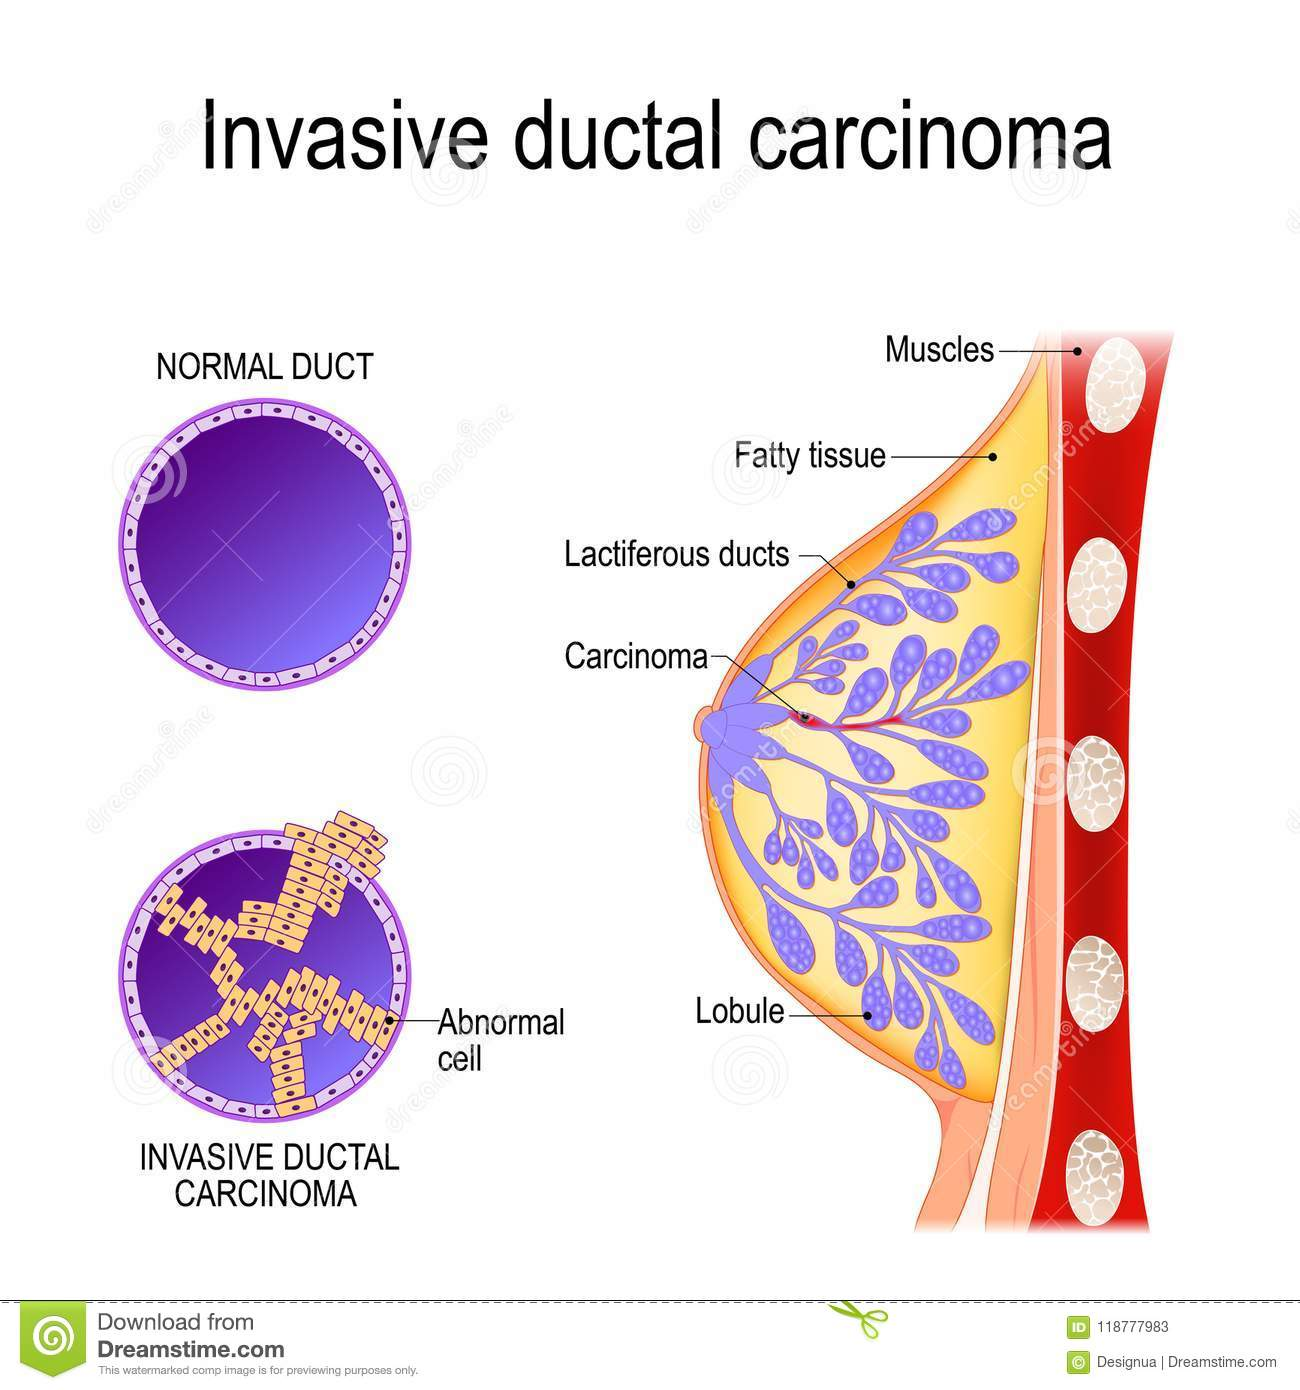 Invasive ductal carcinoma
NORMAL DUCT
Muscles
Fatty tissue
Lactiferous ducts
Carcinoma
Lobule
Abnormal
cell
INVASIVE DUCTAL
CARCINOMA
dreamstime
Download from
Dreamstime.com
This watermarked comp image is for previewing purposes only.
ID 118777983
© Designua | Dreamstime.com